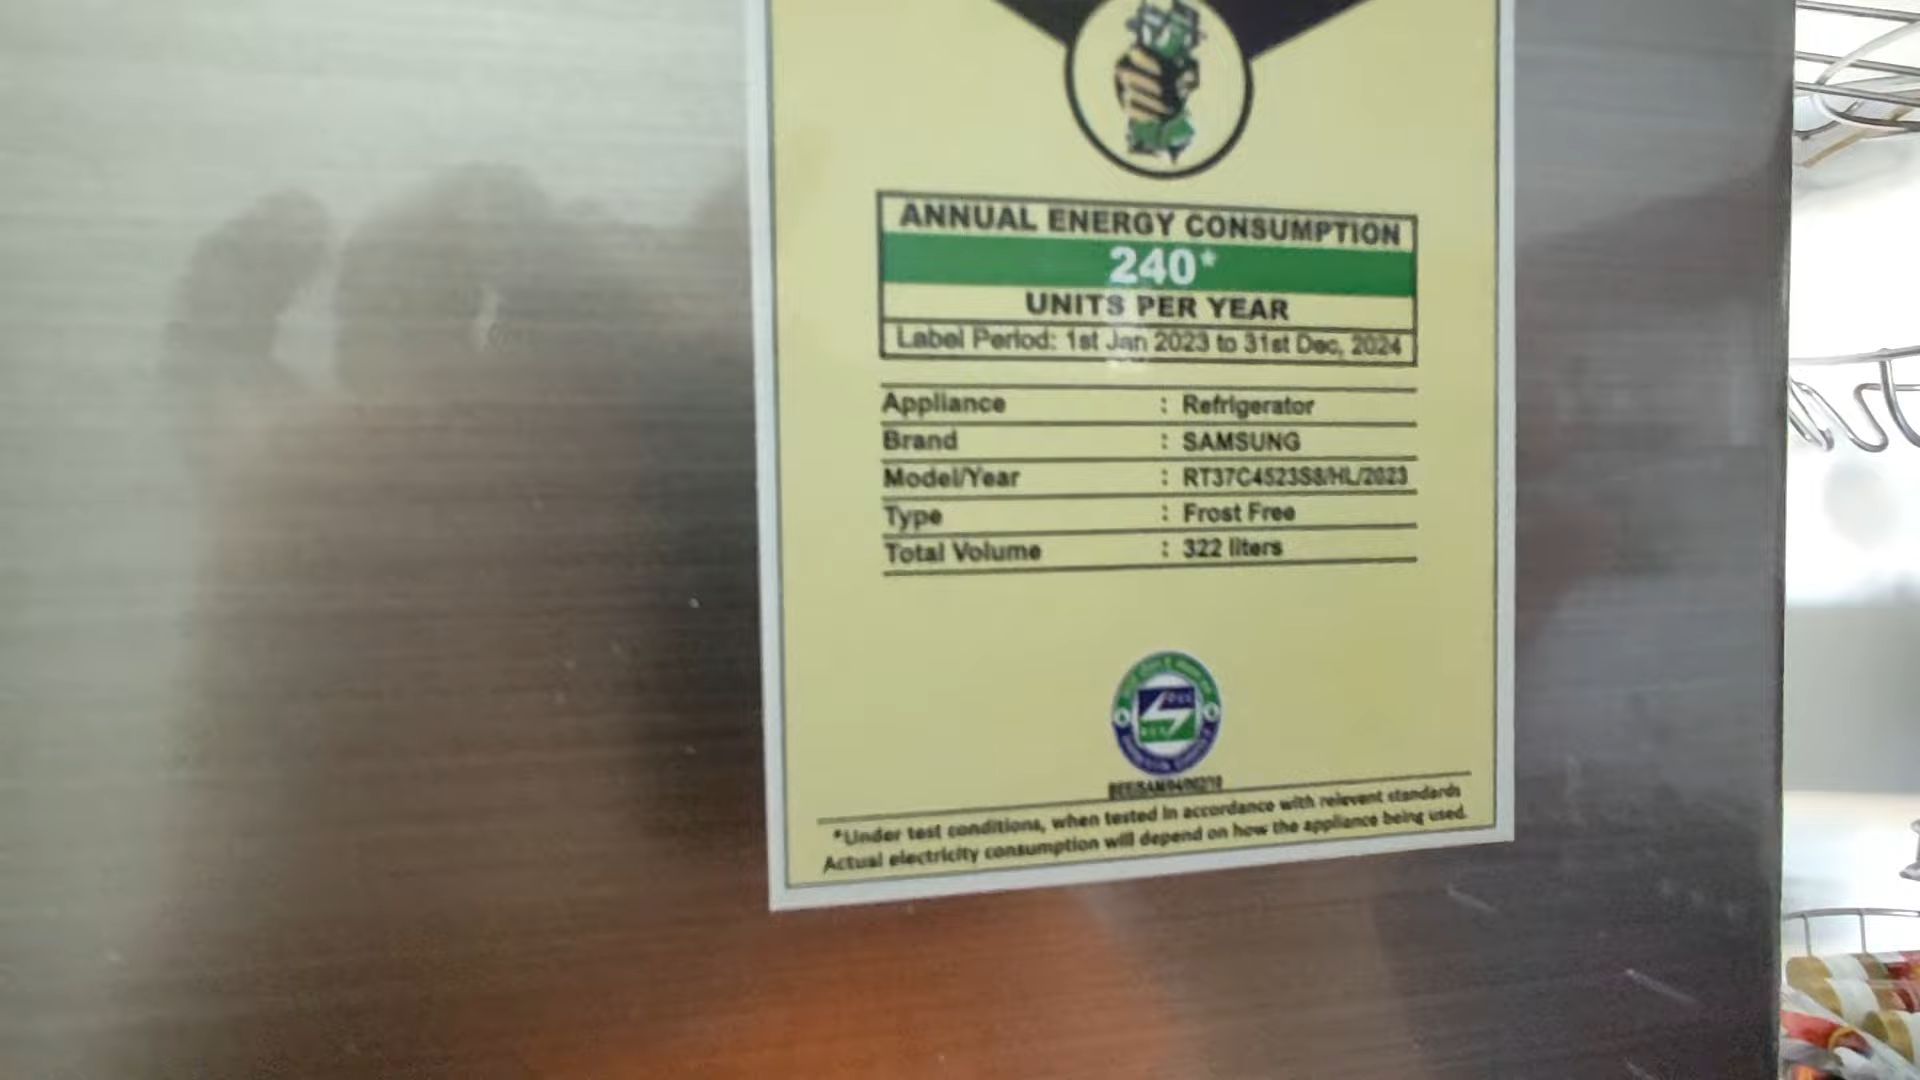 ANNUAL ENERGY CONSUMPTION
240*
UNITS PER YEAR
Label Period: 1st Jan 2023 to 31st Dec, 2024
Appliance : Refrigerator
Brand : SAMSUNG
Model/Year : RT37C4523S8/HL/2023
Type : Frost Free
Total Volume : 322 liters
*Under test conditions, when tested in accordance with relevent standards
Actual electricity consumption will depend on how the appliance being used.